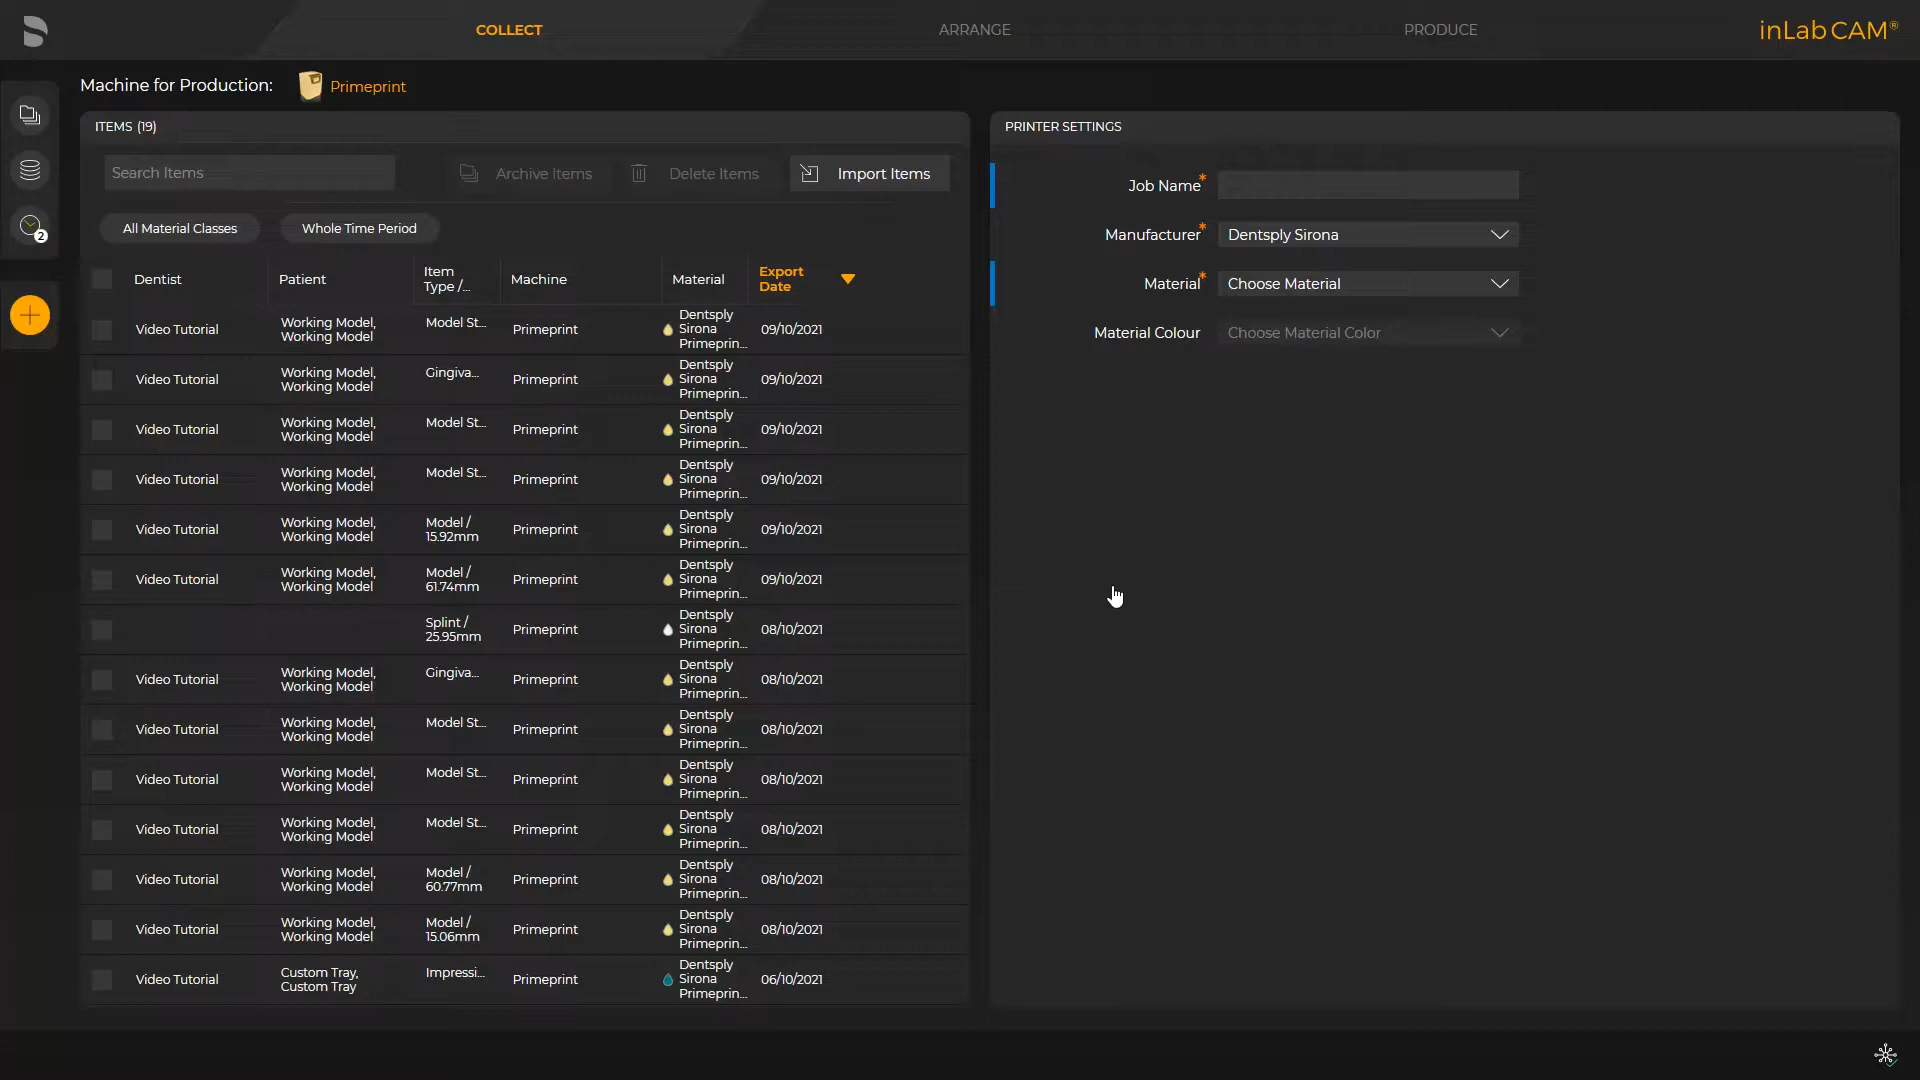 COLLECT
ARRANGE
PRODUCE
inLab CAM®
Machine for Production:
Primeprint
ITEMS (19)
Search Items
Archive Items
Delete Items
Import Items
All Material Classes
Whole Time Period
2
Dentist
Patient
Item
Type /...
Machine
Material
Export
Date
Video Tutorial
Working Model,
Working Model
Model St...
Primeprint
Dentsply
Sirona
Primeprin...
09/10/2021
Video Tutorial
Working Model,
Working Model
Gingiva...
Primeprint
Dentsply
Sirona
Primeprin...
09/10/2021
Video Tutorial
Working Model,
Working Model
Model St...
Primeprint
Dentsply
Sirona
Primeprin...
09/10/2021
Video Tutorial
Working Model,
Working Model
Model St...
Primeprint
Dentsply
Sirona
Primeprin...
09/10/2021
Video Tutorial
Working Model,
Working Model
Model /
15.92mm
Primeprint
Dentsply
Sirona
Primeprin...
09/10/2021
Video Tutorial
Working Model,
Working Model
Model /
61.74mm
Primeprint
Dentsply
Sirona
Primeprin...
09/10/2021
Splint /
25.95mm
Primeprint
Dentsply
Sirona
Primeprin...
08/10/2021
Video Tutorial
Working Model,
Working Model
Gingiva...
Primeprint
Dentsply
Sirona
Primeprin...
08/10/2021
Video Tutorial
Working Model,
Working Model
Model St...
Primeprint
Dentsply
Sirona
Primeprin...
08/10/2021
Video Tutorial
Working Model,
Working Model
Model St...
Primeprint
Dentsply
Sirona
Primeprin...
08/10/2021
Video Tutorial
Working Model,
Working Model
Model St...
Primeprint
Dentsply
Sirona
Primeprin...
08/10/2021
Video Tutorial
Working Model,
Working Model
Model /
60.77mm
Primeprint
Dentsply
Sirona
Primeprin...
08/10/2021
Video Tutorial
Working Model,
Working Model
Model /
15.06mm
Primeprint
Dentsply
Sirona
Primeprin...
08/10/2021
Video Tutorial
Custom Tray,
Custom Tray
Impressi...
Primeprint
Dentsply
Sirona
Primeprin...
06/10/2021
PRINTER SETTINGS
Job Name*
Manufacturer* Dentsply Sirona
Material* Choose Material
Material Colour Choose Material Color